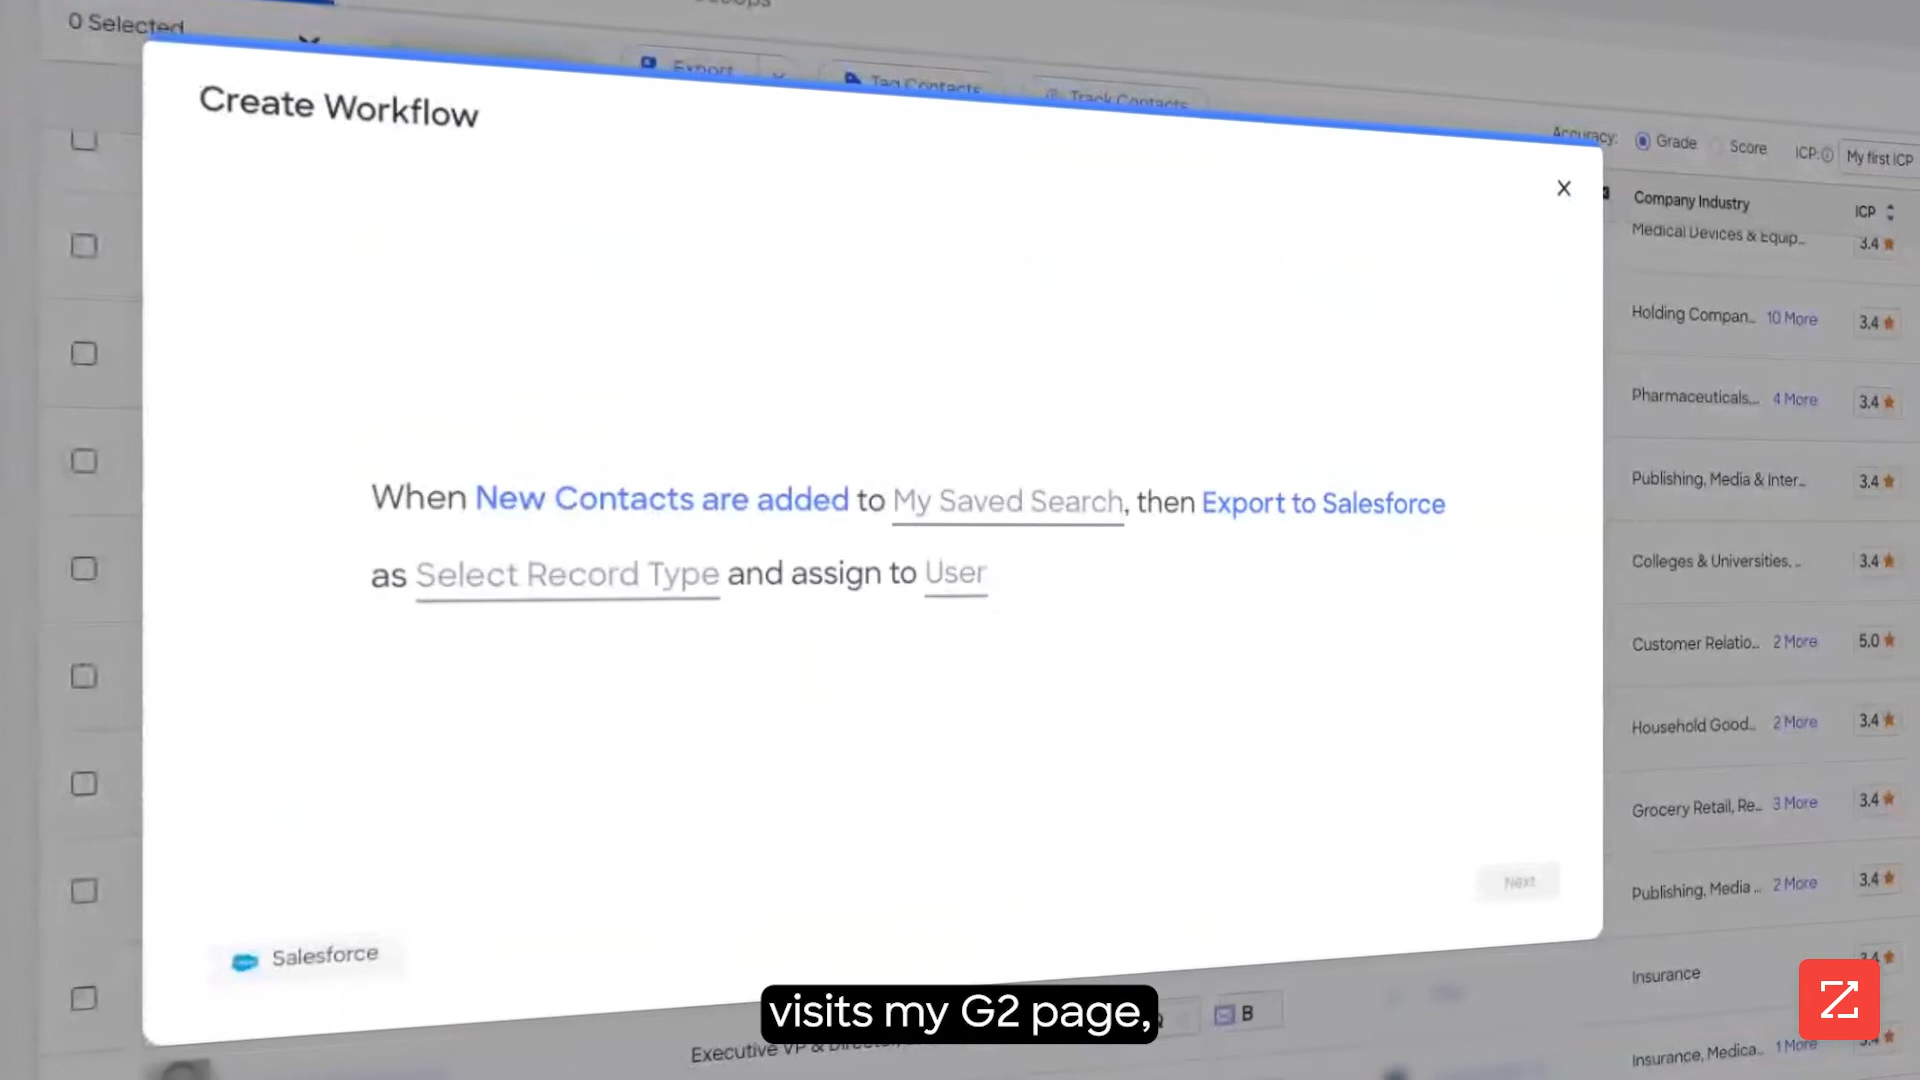 0 Selected
Export
Tag Contacts
Track Contacts
Create Workflow
Accuracy:
Grade
Score
ICP:
My first ICP
Company Industry
ICP
Medical Devices & Equip...
3.4
Holding Compan... 10 More
3.4
Pharmaceuticals,... 4 More
3.4
Publishing, Media & Inter...
3.4
When New Contacts are added to My Saved Search, then Export to Salesforce
as Select Record Type and assign to User
Colleges & Universities, ...
3.4
Customer Relatio... 2 More
5.0
Household Good... 2 More
3.4
Grocery Retail, Re... 3 More
3.4
Next
Publishing, Media ... 2 More
3.4
Salesforce
Insurance
3.4
visits my G2 page,
B
Executive VP &
Insurance, Medica... 1 More
3.4